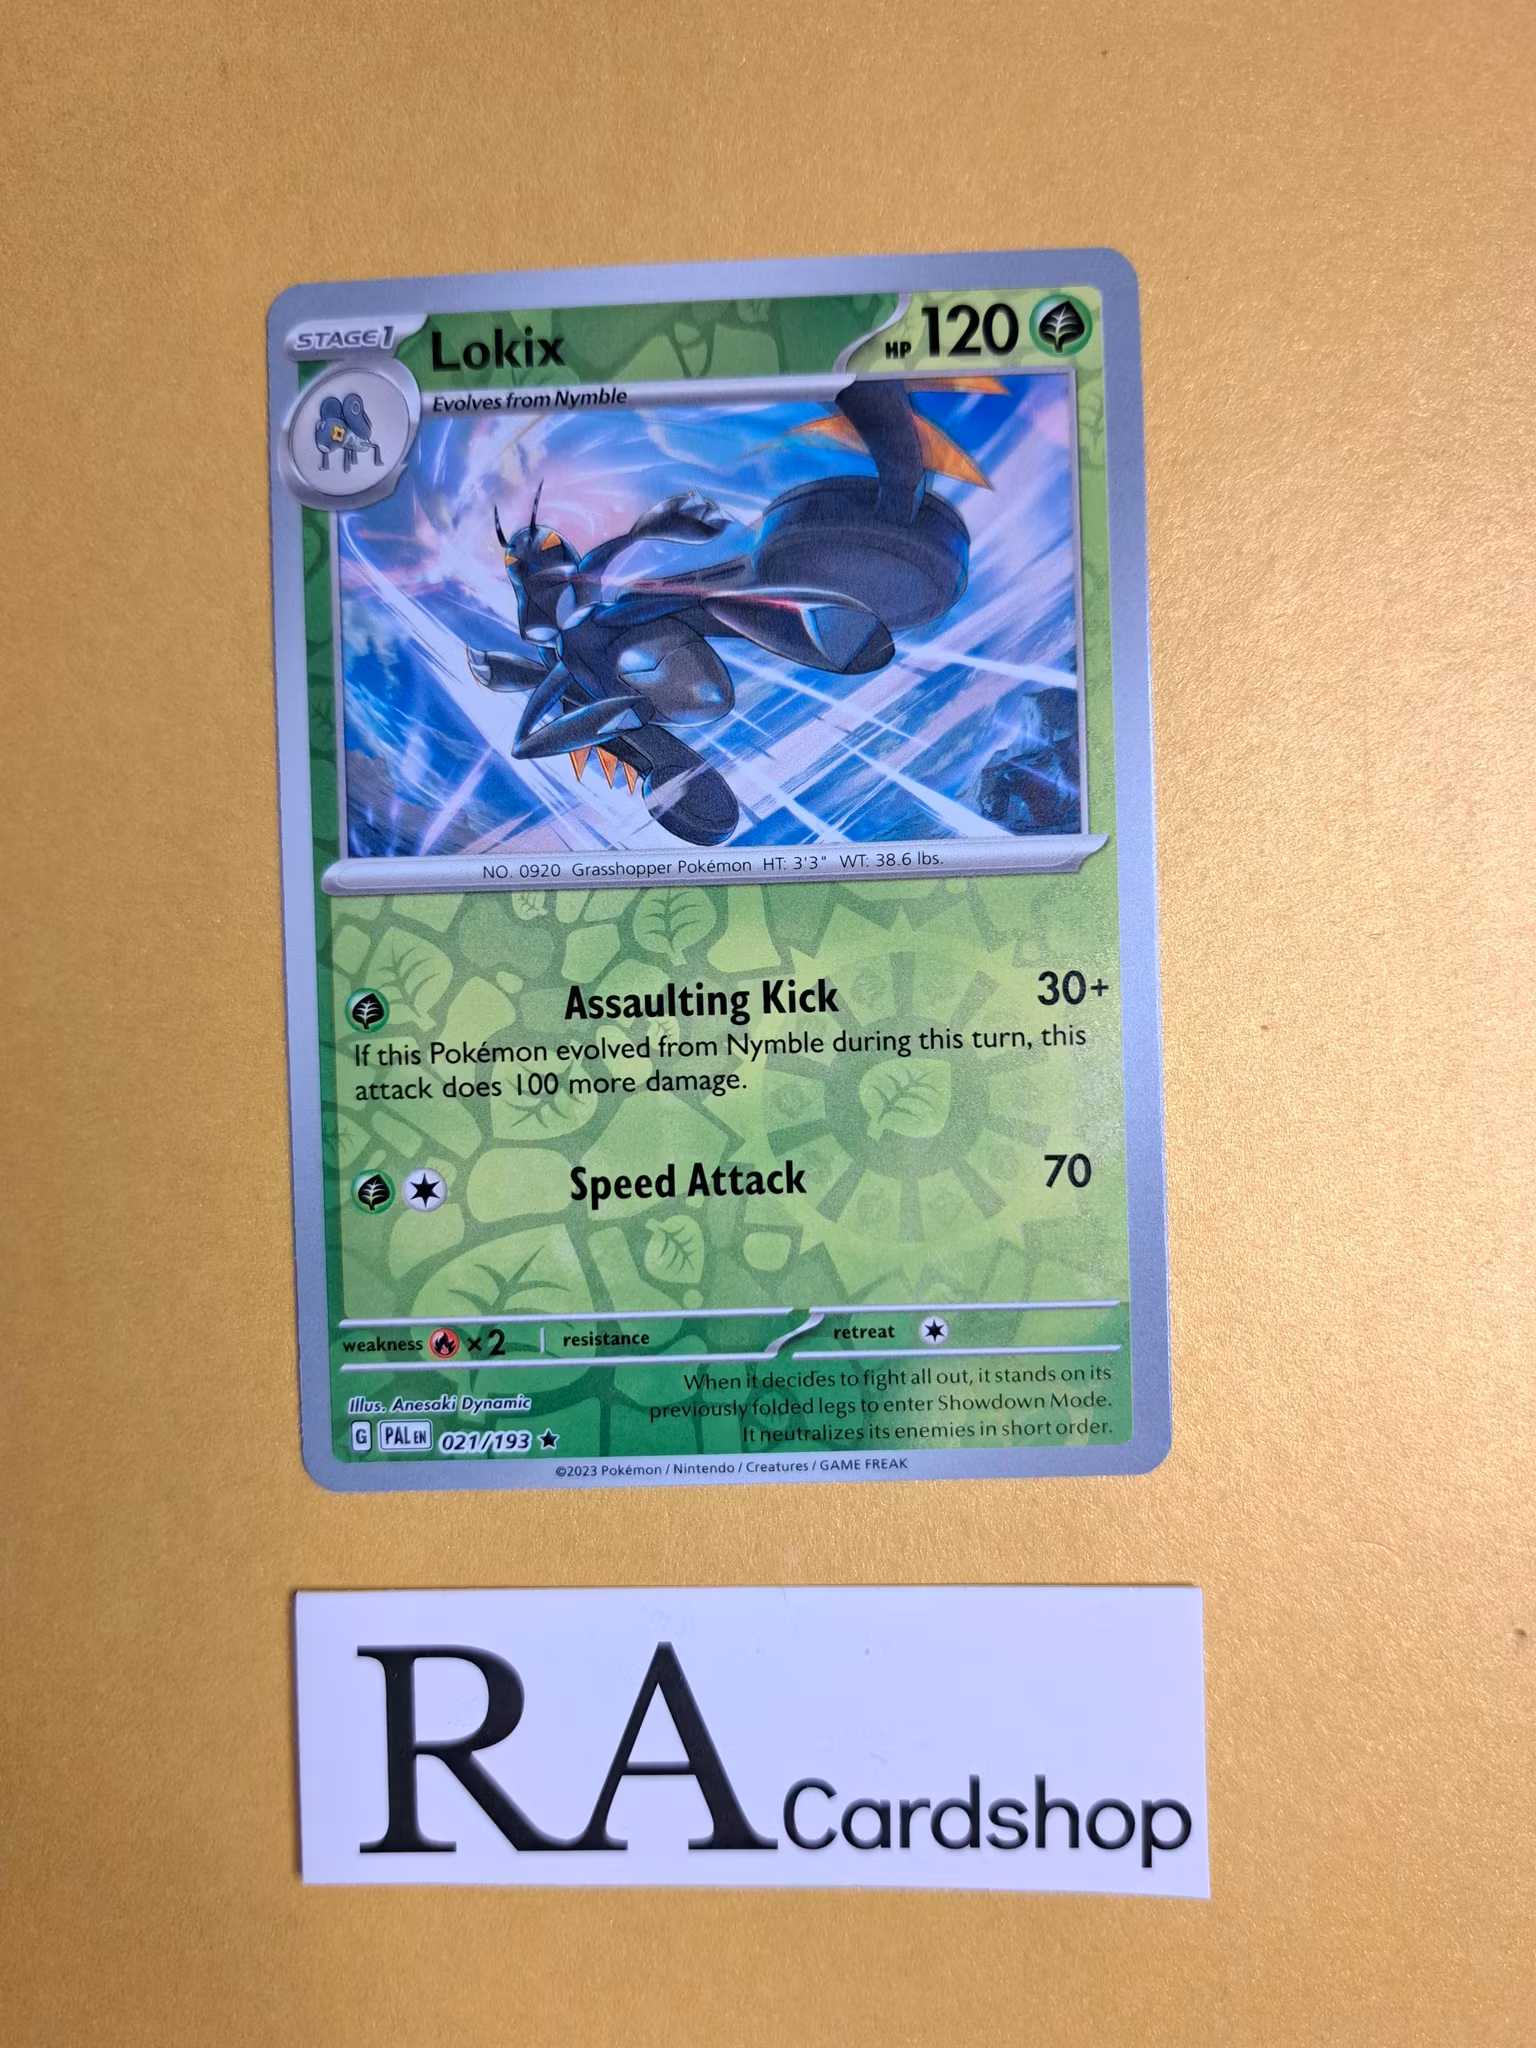 STAGE1
Lokix
HP 120
Evolves from Nymble
NO. 0920 Grasshopper Pokémon HT: 3'3" WT: 38.6 lbs.
Assaulting Kick 30+
If this Pokémon evolved from Nymble during this turn, this
attack does 100 more damage.
Speed Attack 70
weakness ×2 resistance retreat
When it decides to fight all out, it stands on its
previously folded legs to enter Showdown Mode.
It neutralizes its enemies in short order.
Illus. Anesaki Dynamic
G PAL EN 021/193
©2023 Pokémon / Nintendo / Creatures / GAME FREAK
RA Cardshop